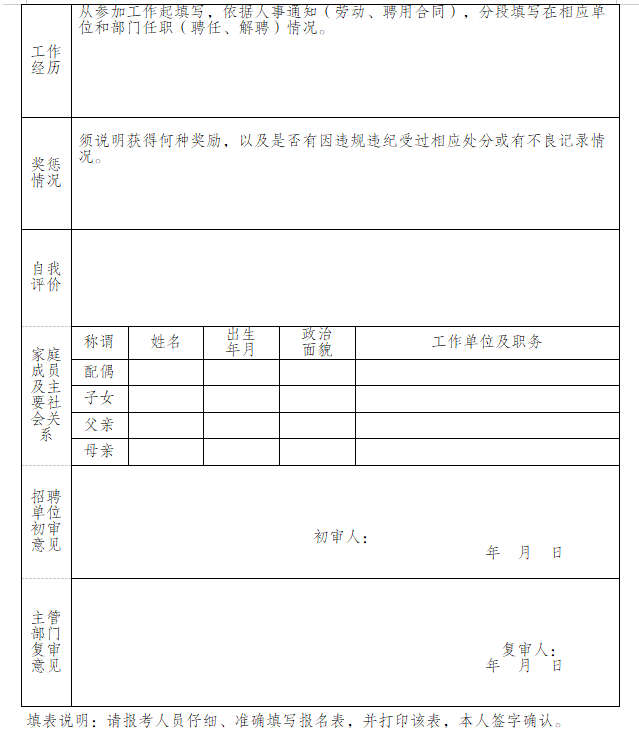 从参加工作起填写，依据人事通知（劳动、聘用合同），分段填写在相应单
位和部门任职（聘任、解聘）情况。
工作
经历
须说明获得何种奖励，以及是否有因违规违纪受过相应处分或有不良记录情
况。
奖惩
情况
自我
评价
家庭
成员
及主
要社
会关
系
称谓 姓名 出生年月 政治面貌 工作单位及职务
配偶
子女
父亲
母亲
招聘
单位
初审
意见
初审人：
年 月 日
主管
部门
复审
意见
复审人：
年 月 日
填表说明：请报考人员仔细、准确填写报名表，并打印该表，本人签字确认。